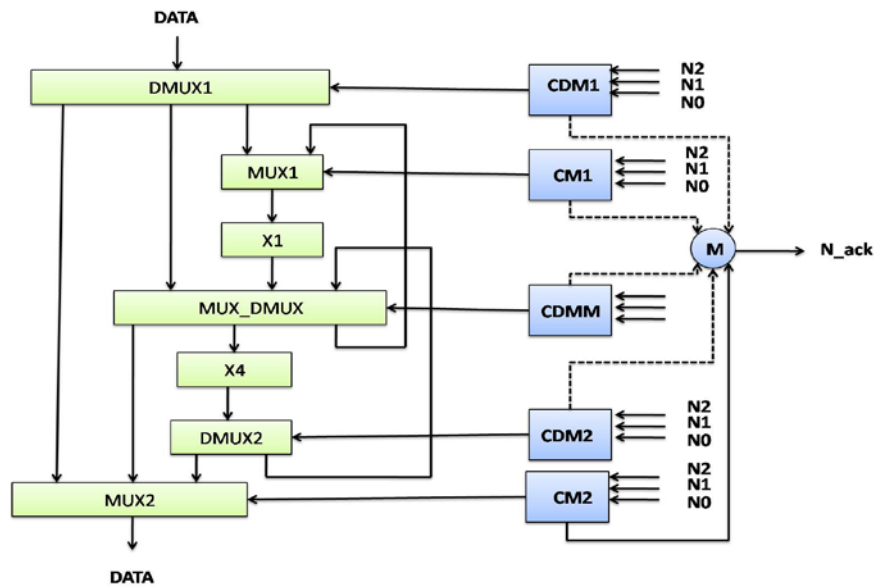 DATA
DMUX1
CDM1
N2
N1
N0
MUX1
CM1
N2
N1
N0
X1
M
N_ack
MUX_DMUX
CDMM
X4
DMUX2
CDM2
N2
N1
N0
MUX2
CM2
N2
N1
N0
DATA